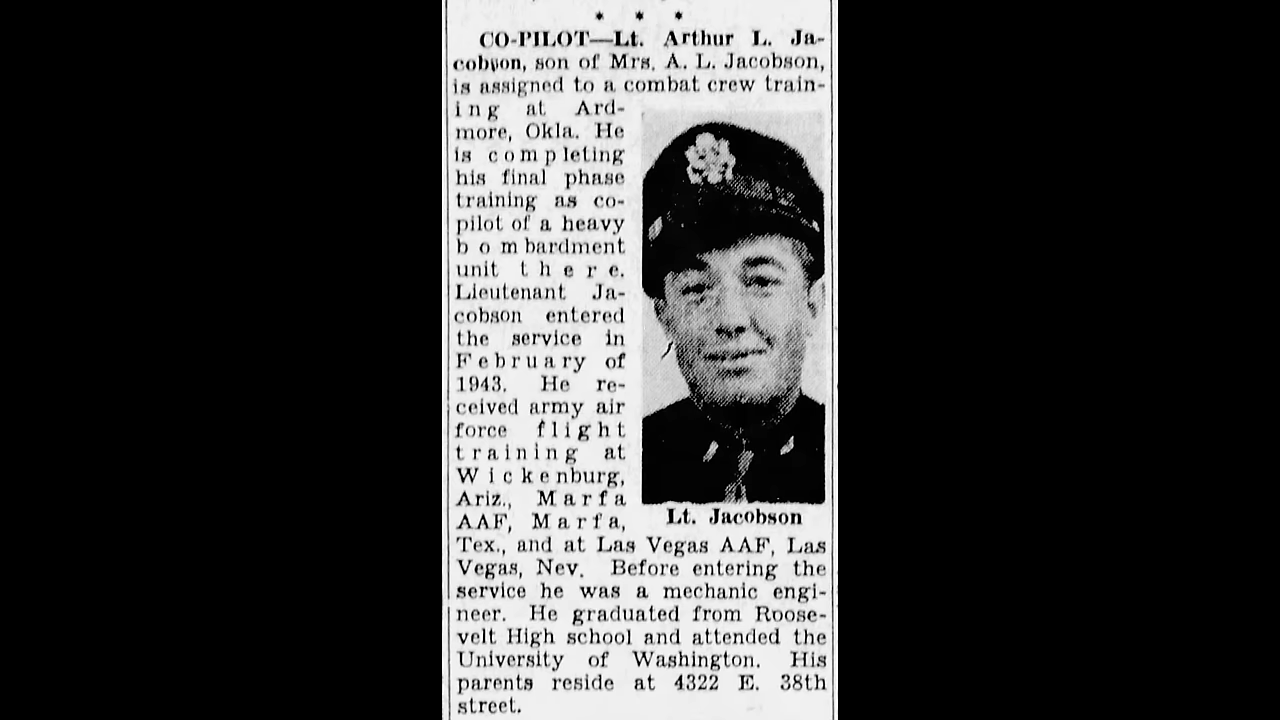 * * *
CO-PILOT—Lt. Arthur L. Ja-
cobson, son of Mrs. A. L. Jacobson,
is assigned to a combat crew train-
ing at Ard-
more, Okla. He
is completing
his final phase
training as co-
pilot of a heavy
bombardment
unit there.
Lieutenant Ja-
cobson entered
the service in
February of
1943. He re-
ceived army air
force flight
training at
Wickenburg,
Ariz., Marfa
AAF, Marfa,
Lt. Jacobson
Tex., and at Las Vegas AAF, Las
Vegas, Nev. Before entering the
service he was a mechanic engi-
neer. He graduated from Roose-
velt High school and attended the
University of Washington. His
parents reside at 4322 E. 38th
street.